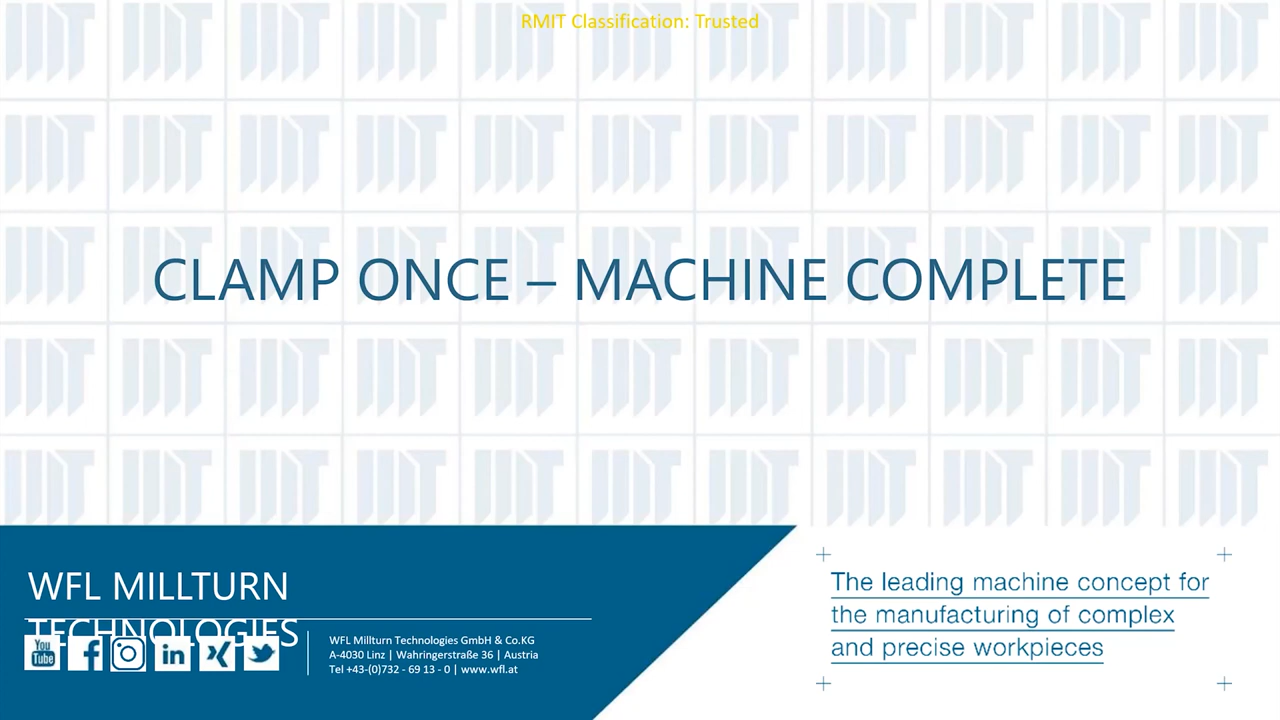 RMIT Classification: Trusted
CLAMP ONCE – MACHINE COMPLETE
WFL MILLTURN
TECHNOLOGIES
You
Tube
WFL Millturn Technologies GmbH & Co.KG
A-4030 Linz | Wahringerstraße 36 | Austria
Tel +43-(0)732 - 69 13 - 0 | www.wfl.at
The leading machine concept for
the manufacturing of complex
and precise workpieces